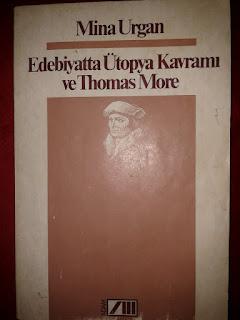 Mina Urgan
Edebiyatta Ütopya Kavramı
ve Thomas More